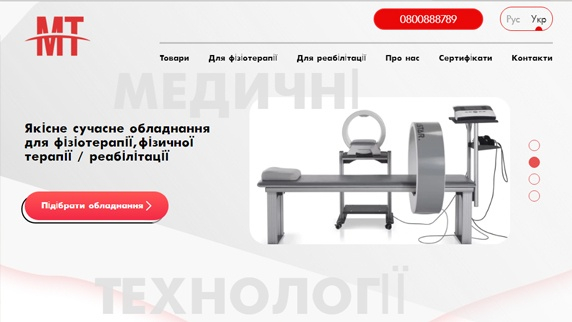 МТ
0800888789
Рус Укр
Товари Для фізіотерапії Для реабілітації Про нас Сертифікати Контакти
МЕДИЧНІ
Якісне сучасне обладнання
для фізіотерапії,фізичної
терапії / реабілітації
Підібрати обладнання
ТЕХНОЛОГІЇ